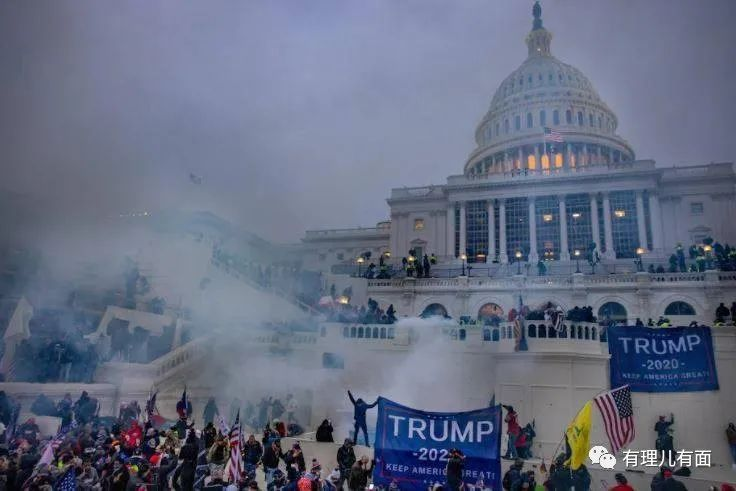 TRUMP
-2020-
KEEP AMERICA GREAT!
TRUMP
-2020-
KEEP AMERICA GREAT!
有理儿有面